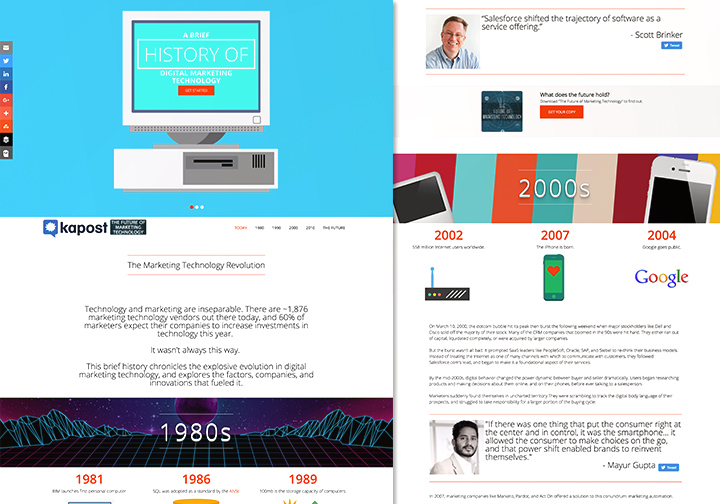 A BRIEF
HISTORY OF
DIGITAL MARKETING
TECHNOLOGY
GET STARTED
kapost
THE FUTURE OF
MARKETING
TECHNOLOGY
TODAY 1980 1990 2000 2010 THE FUTURE
The Marketing Technology Revolution
Technology and marketing are inseparable. There are ~1,876
marketing technology vendors out there today, and 60% of
marketers expect their companies to increase investments in
technology this year.
It wasn't always this way.
This brief history chronicles the explosive evolution in digital
marketing technology, and explores the factors, companies, and
innovations that fueled it.
1980s
1981
IBM launches first personal computer
1986
SQL was adopted as a standard by the ANSI
1989
100mb is the storage capacity of computers
“Salesforce shifted the trajectory of software as a
service offering.”
- Scott Brinker
Tweet
What does the future hold?
Download "The Future of Marketing Technology" to find out.
GET YOUR COPY
2000s
2002
558 million internet users worldwide.
2007
The iPhone is born.
2004
Google goes public.
Google
On March 10, 2000, the dotcom bubble hit its peak then burst the following weekend when major stockholders like Dell and
Cisco sold off the majority of their stock. Many of the CRM companies that boomed in the 90s were hit hard. They either ran out
of capital, liquidated completely, or were acquired by larger companies.
But the burst wasn't all bad: it prompted SaaS leaders like PeopleSoft, Oracle, SAP, and Siebel to re-think their business models.
Instead of treating the internet as one of many channels with which to communicate with customers, they followed
Salesforce.com's lead, and began to make it a foundational aspect of their services.
By the mid-2000s, digital behavior changed the power dynamic between buyer and seller dramatically. Users began researching
products and making decisions about them online, and on their phones, before ever talking to a salesperson.
Marketers suddenly found themselves in uncharted territory. They were scrambling to track the digital body language of their
prospects, and struggled to take responsibility for a larger portion of the buying cycle.
"If there was one thing that put the consumer right at
the center and in control, it was the smartphone... it
allowed the consumer to make choices on the go,
and that power shift enabled brands to reinvent
themselves."
- Mayur Gupta
Tweet
In 2007, marketing companies like Marketo, Pardot, and Act-On offered a solution to this conundrum: marketing automation.